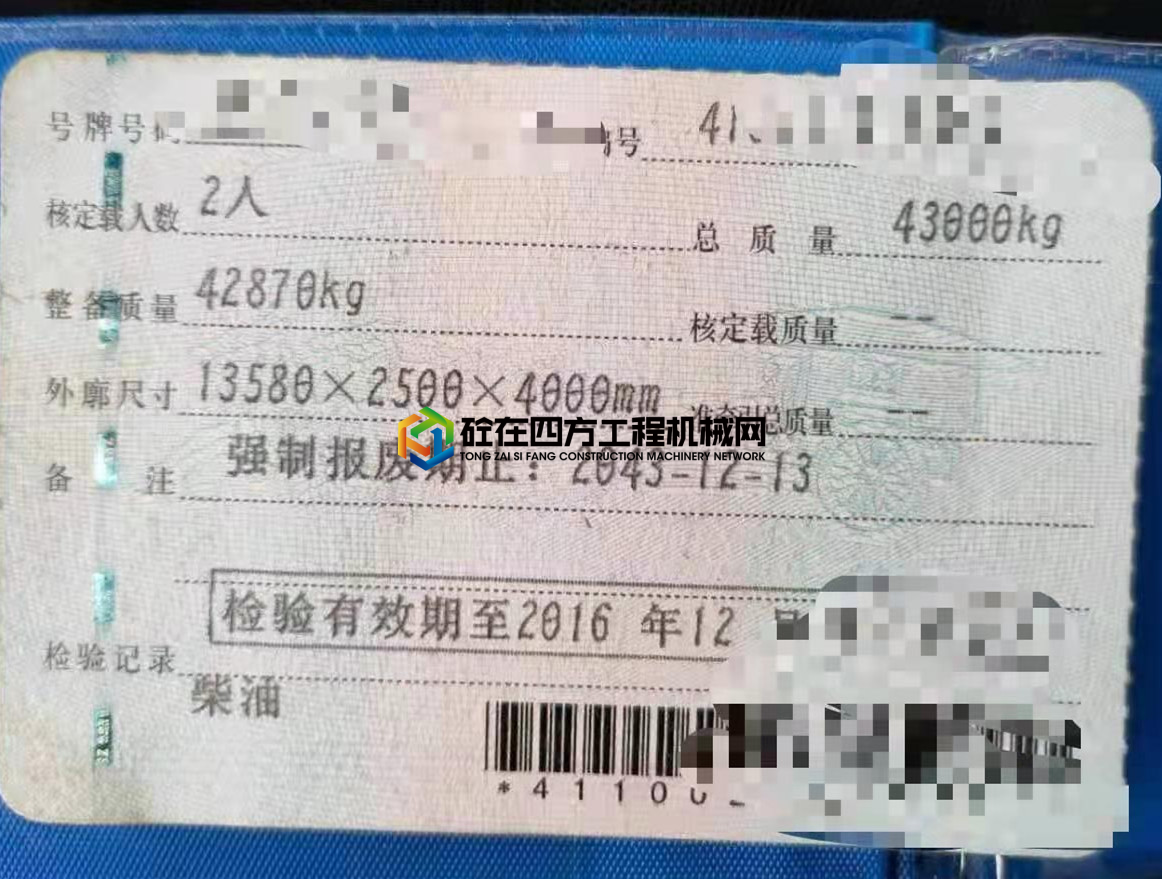 号牌号 号 41
核定载人数 2人 总质量 43000kg
整备质量 42870kg 核定载质量 --
外廓尺寸 13580×2500×4000mm 准牵引总质量 --
砼在四方工程机械网
TONG ZAI SI FANG CONSTRUCTION MACHINERY NETWORK
备注 强制报废期止：2043-12-13
检验记录 检验有效期至2016 年12
柴油
*41100